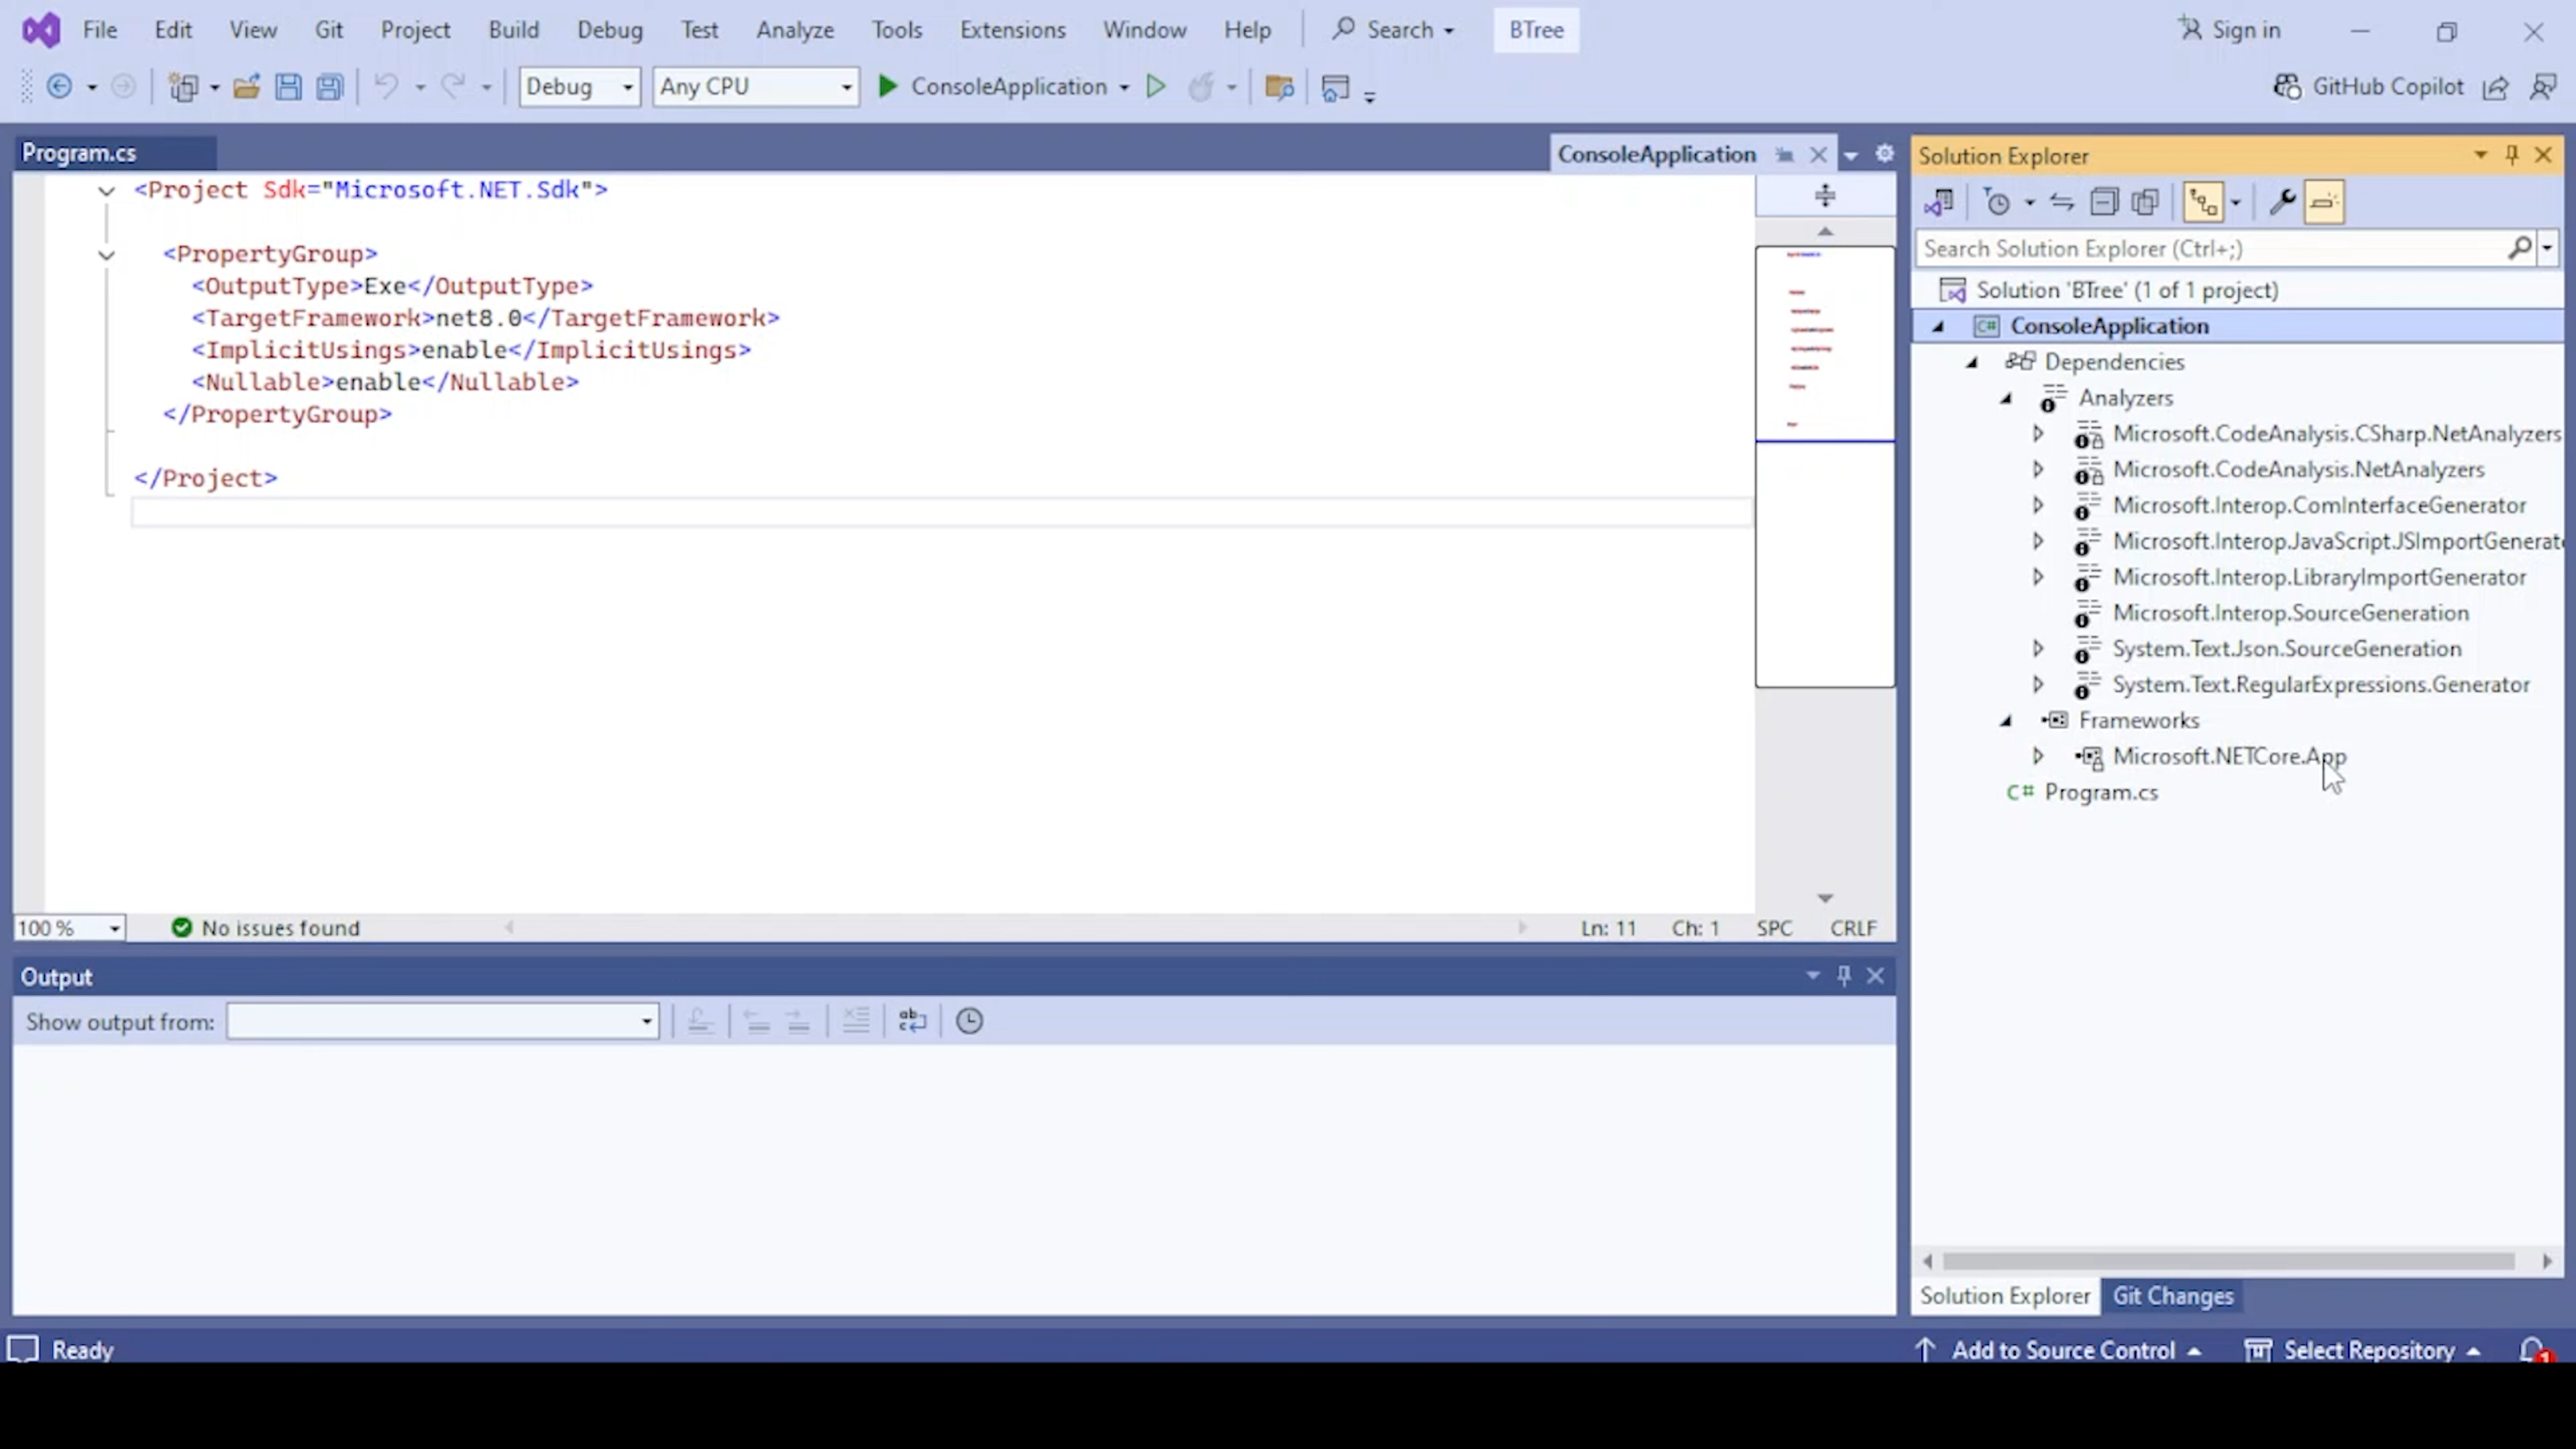 File Edit View Git Project Build Debug Test Analyze Tools Extensions Window Help Search BTree Sign in
Debug Any CPU ConsoleApplication GitHub Copilot
Program.cs ConsoleApplication
<Project Sdk="Microsoft.NET.Sdk">
<PropertyGroup>
<OutputType>Exe</OutputType>
<TargetFramework>net8.0</TargetFramework>
<ImplicitUsings>enable</ImplicitUsings>
<Nullable>enable</Nullable>
</PropertyGroup>
</Project>
100 % No issues found Ln: 11 Ch: 1 SPC CRLF
Output
Show output from:
Solution Explorer
Search Solution Explorer (Ctrl+;)
Solution 'BTree' (1 of 1 project)
C# ConsoleApplication
Dependencies
Analyzers
Microsoft.CodeAnalysis.CSharp.NetAnalyzers
Microsoft.CodeAnalysis.NetAnalyzers
Microsoft.Interop.ComInterfaceGenerator
Microsoft.Interop.JavaScript.JSImportGenerat
Microsoft.Interop.LibraryImportGenerator
Microsoft.Interop.SourceGeneration
System.Text.Json.SourceGeneration
System.Text.RegularExpressions.Generator
Frameworks
Microsoft.NETCore.App
C# Program.cs
Solution Explorer Git Changes
Ready Add to Source Control Select Repository 1